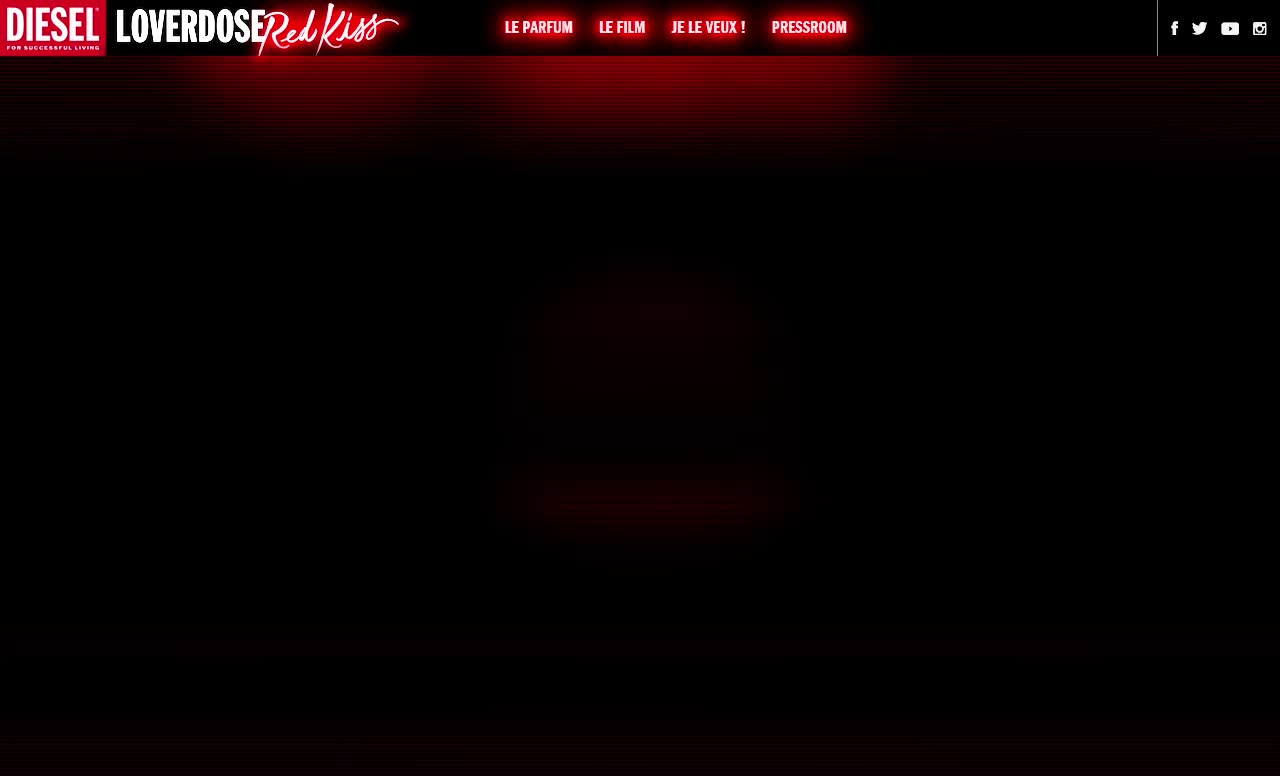 DIESEL
FOR SUCCESSFUL LIVING
LOVERDOSE Red Kiss
LE PARFUM LE FILM JE LE VEUX ! PRESSROOM